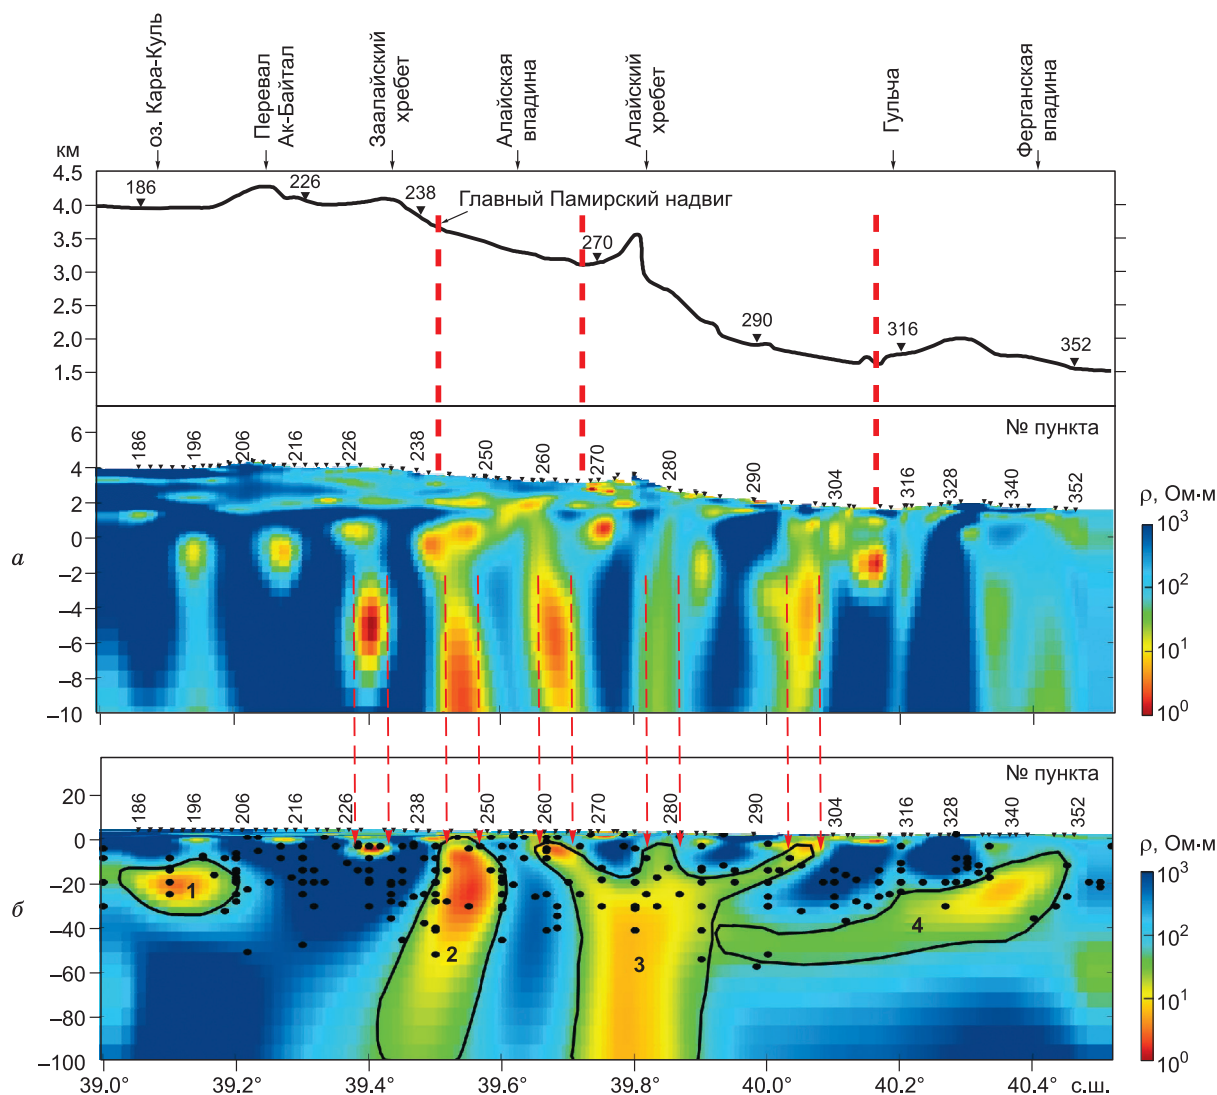 оз. Кара-Куль
Перевал
Ак-Байтал
Заалайский
хребет
Алайская
впадина
Алайский
хребет
Гульча
Ферганская
впадина
км
4.5
4.0
3.5
3.0
2.5
2.0
1.5
186
226
238
Главный Памирский надвиг
270
290
316
352
№ пункта
186 196 206 216 226 238 250 260 270 280 290 304 316 328 340 352
а
6
4
2
0
–2
–4
–6
–8
–10
ρ, Ом·м
10³
10²
10¹
10⁰
№ пункта
186 196 206 216 226 238 250 260 270 280 290 304 316 328 340 352
б
20
0
–20
–40
–60
–80
–100
1
2
3
4
ρ, Ом·м
10³
10²
10¹
10⁰
39.0° 39.2° 39.4° 39.6° 39.8° 40.0° 40.2° 40.4° с.ш.